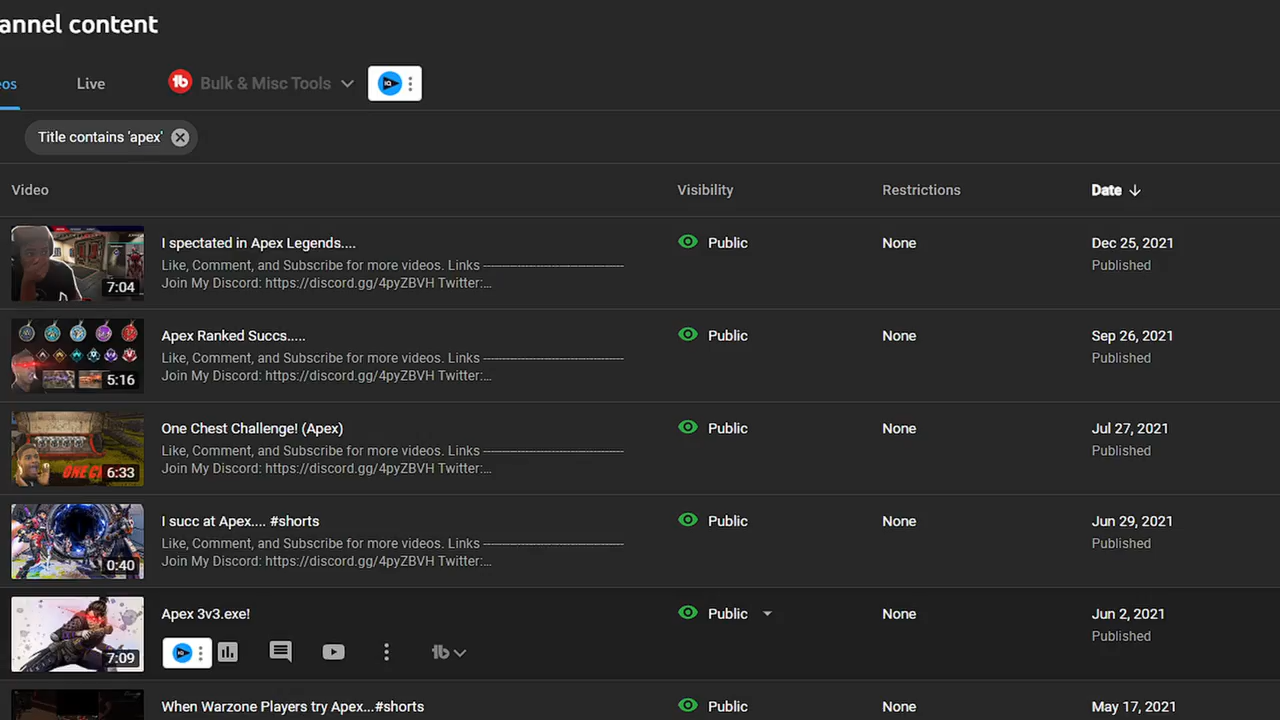 annel content
os
Live
Bulk & Misc Tools
Title contains 'apex'
Video
Visibility
Restrictions
Date
I spectated in Apex Legends....
Public
None
Dec 25, 2021
Like, Comment, and Subscribe for more videos. Links ----------------------------------------
Published
Join My Discord: https://discord.gg/4pyZBVH Twitter:...
7:04
Apex Ranked Succs.....
Public
None
Sep 26, 2021
Like, Comment, and Subscribe for more videos. Links ----------------------------------------
Published
Join My Discord: https://discord.gg/4pyZBVH Twitter:...
5:16
One Chest Challenge! (Apex)
Public
None
Jul 27, 2021
Like, Comment, and Subscribe for more videos. Links ----------------------------------------
Published
Join My Discord: https://discord.gg/4pyZBVH Twitter:...
ONE C
6:33
I succ at Apex.... #shorts
Public
None
Jun 29, 2021
Like, Comment, and Subscribe for more videos. Links ----------------------------------------
Published
Join My Discord: https://discord.gg/4pyZBVH Twitter:...
0:40
Apex 3v3.exe!
Public
None
Jun 2, 2021
Published
7:09
When Warzone Players try Apex...#shorts
Public
None
May 17, 2021